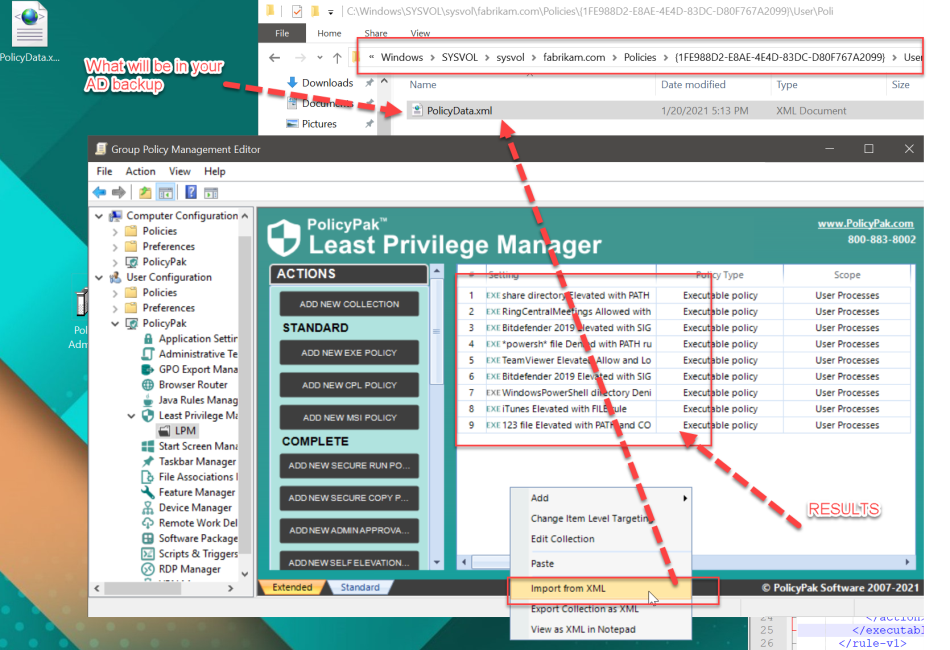 PolicyData.x...
What will be in your
AD backup
C:\Windows\SYSVOL\sysvol\fabrikam.com\Policies\{1FE988D2-E8AE-4E4D-83DC-D80F767A2099}\User\Poli
File Home Share View
« Windows > SYSVOL > sysvol > fabrikam.com > Policies > {1FE988D2-E8AE-4E4D-83DC-D80F767A2099} > User
Downloads
Documents
Pictures
Name Date modified Type Size
PolicyData.xml 1/20/2021 5:13 PM XML Document
Group Policy Management Editor
File Action View Help
Computer Configuration
Policies
Preferences
PolicyPak
User Configuration
Policies
Preferences
PolicyPak
Application Settin
Administrative Te
GPO Export Mana
Browser Router
Java Rules Manag
Least Privilege Ma
LPM
Start Screen Mana
Taskbar Manager
File Associations I
Feature Manager
Device Manager
Remote Work Del
Software Package
Scripts & Triggers
RDP Manager
Pol
Adm
PolicyPak™
Least Privilege Manager
www.PolicyPak.com
800-883-8002
ACTIONS
ADD NEW COLLECTION
STANDARD
ADD NEW EXE POLICY
ADD NEW CPL POLICY
ADD NEW MSI POLICY
COMPLETE
ADD NEW SECURE RUN PO...
ADD NEW SECURE COPY P...
ADD NEW ADMIN APPROVA...
ADD NEW SELF ELEVATION...
# Setting Policy Type Scope
1 EXE share directory Elevated with PATH Executable policy User Processes
2 EXE RingCentralMeetings Allowed with Executable policy User Processes
3 EXE Bitdefender 2019 Elevated with SIG Executable policy User Processes
4 EXE *powersh* file Denied with PATH ru Executable policy User Processes
5 EXE TeamViewer Elevated Allow and Lo Executable policy User Processes
6 EXE Bitdefender 2019 Elevated with SIG Executable policy User Processes
7 EXE WindowsPowerShell directory Deni Executable policy User Processes
8 EXE iTunes Elevated with FILE rule Executable policy User Processes
9 EXE 123 file Elevated with PATH and CO Executable policy User Processes
RESULTS
Add
Change Item Level Targeting
Edit Collection
Paste
Import from XML
Export Collection as XML
View as XML in Notepad
Extended Standard
© PolicyPak Software 2007-2021
24 </action>
25 </executabl
26 </rule-v1>